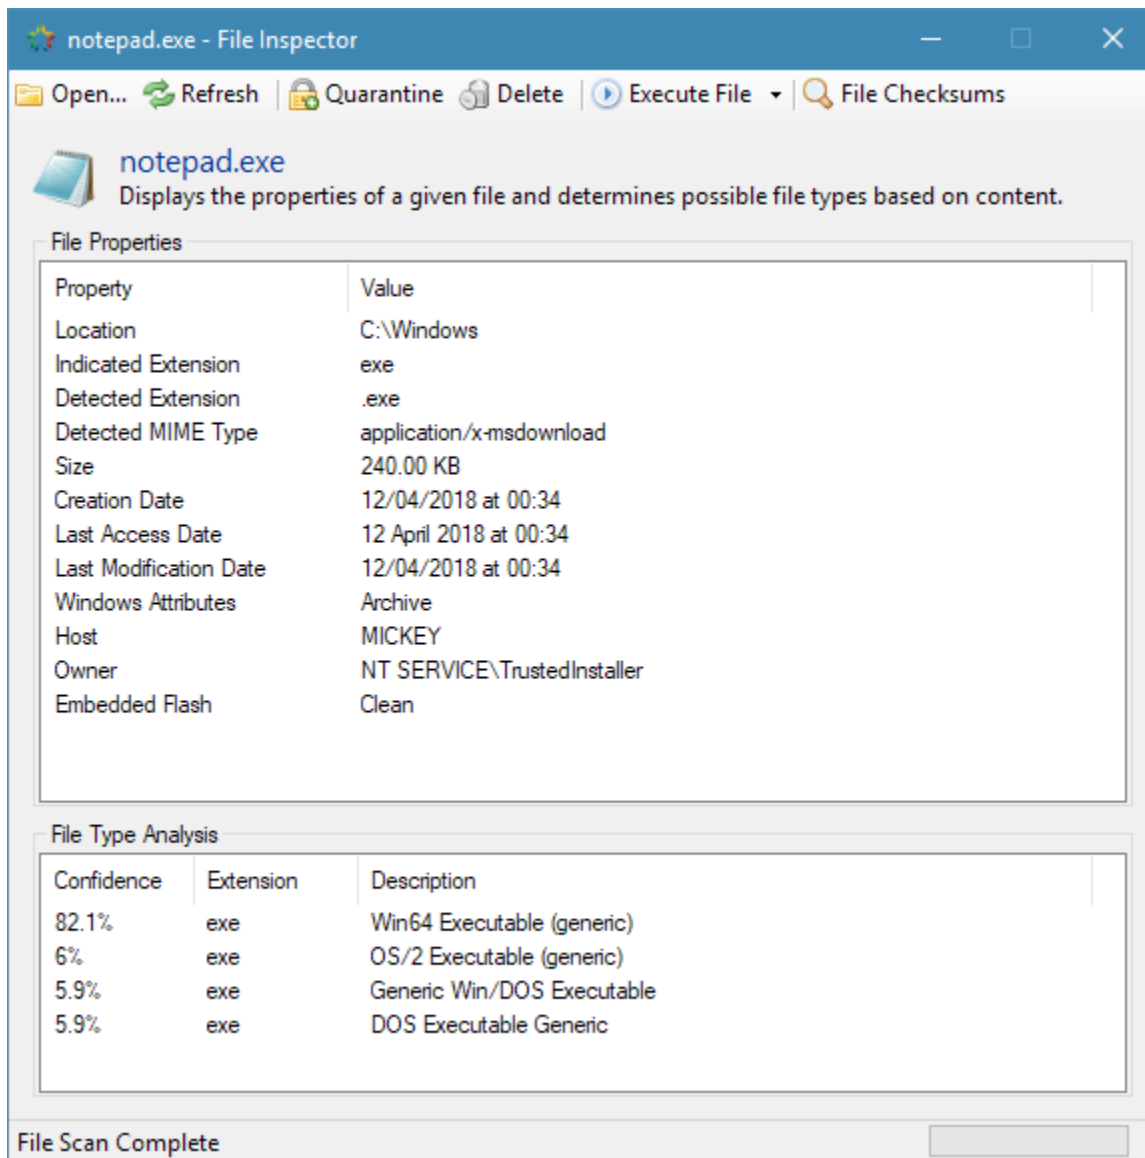 notepad.exe - File Inspector
Open... Refresh Quarantine Delete Execute File File Checksums
notepad.exe
Displays the properties of a given file and determines possible file types based on content.
File Properties
Property Value
Location C:\Windows
Indicated Extension exe
Detected Extension .exe
Detected MIME Type application/x-msdownload
Size 240.00 KB
Creation Date 12/04/2018 at 00:34
Last Access Date 12 April 2018 at 00:34
Last Modification Date 12/04/2018 at 00:34
Windows Attributes Archive
Host MICKEY
Owner NT SERVICE\TrustedInstaller
Embedded Flash Clean
File Type Analysis
Confidence Extension Description
82.1% exe Win64 Executable (generic)
6% exe OS/2 Executable (generic)
5.9% exe Generic Win/DOS Executable
5.9% exe DOS Executable Generic
File Scan Complete